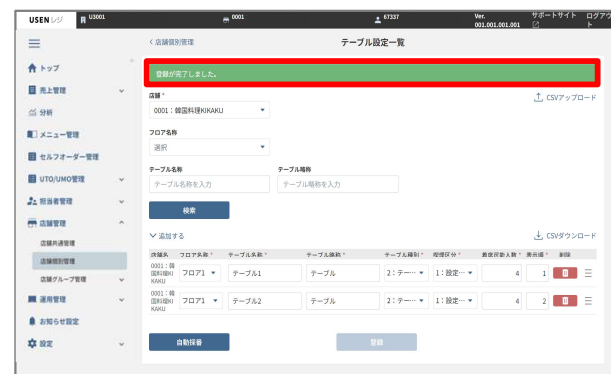 USEN レジ U3001 0001 67337 Ver. 001.001.001.001 サポートサイト ログアウト
トップ
売上管理
分析
メニュー管理
セルフオーダー管理
UTO/UMO管理
担当者管理
店舗管理
店舗共通管理
店舗個別管理
店舗グループ管理
運用管理
お知らせ設定
設定
く 店舗個別管理
テーブル設定一覧
登録が完了しました。
店舗 *
CSVアップロード
0001：韓国料理KIKAKU
フロア名称
選択
テーブル名称 テーブル略称
テーブル名称を入力 テーブル略称を入力
検索
追加する
CSVダウンロード
店舗名 フロア名称 * テーブル名称 * テーブル略称 * テーブル種別 * 喫煙区分 * 着席可能人数 * 表示順 * 削除
0001：韓国料理KIKAKU フロア1 テーブル1 テーブル 2：テー… 1：設定… 4 1
0001：韓国料理KIKAKU フロア1 テーブル2 テーブル 2：テー… 1：設定… 4 2
自動採番 登録